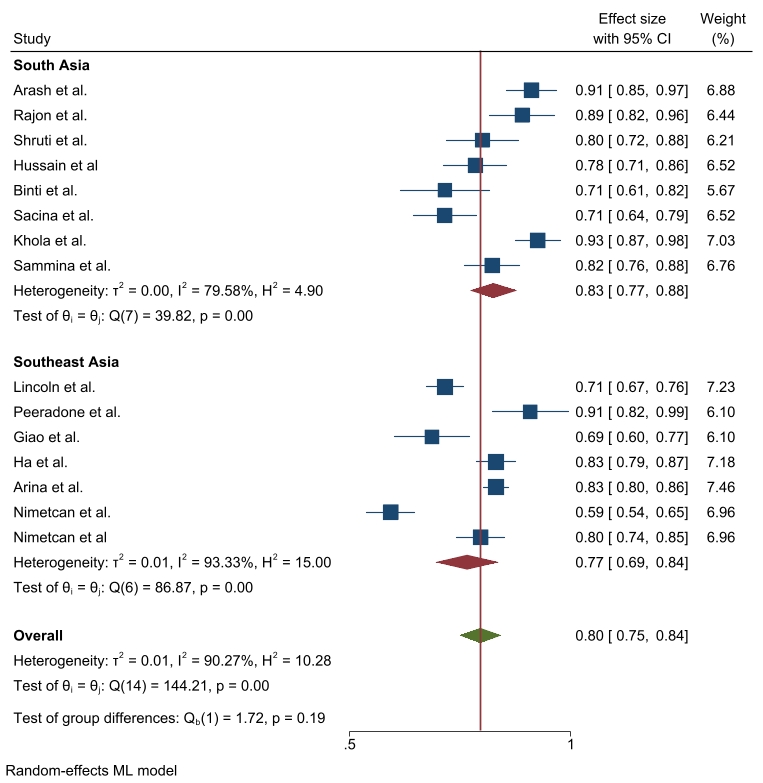 Effect size Weight
Study with 95% CI (%)
South Asia
Arash et al. 0.91 [ 0.85, 0.97] 6.88
Rajon et al. 0.89 [ 0.82, 0.96] 6.44
Shruti et al. 0.80 [ 0.72, 0.88] 6.21
Hussain et al 0.78 [ 0.71, 0.86] 6.52
Binti et al. 0.71 [ 0.61, 0.82] 5.67
Sacina et al. 0.71 [ 0.64, 0.79] 6.52
Khola et al. 0.93 [ 0.87, 0.98] 7.03
Sammina et al. 0.82 [ 0.76, 0.88] 6.76
Heterogeneity: τ² = 0.00, I² = 79.58%, H² = 4.90 0.83 [ 0.77, 0.88]
Test of θᵢ = θⱼ: Q(7) = 39.82, p = 0.00
Southeast Asia
Lincoln et al. 0.71 [ 0.67, 0.76] 7.23
Peeradone et al. 0.91 [ 0.82, 0.99] 6.10
Giao et al. 0.69 [ 0.60, 0.77] 6.10
Ha et al. 0.83 [ 0.79, 0.87] 7.18
Arina et al. 0.83 [ 0.80, 0.86] 7.46
Nimetcan et al. 0.59 [ 0.54, 0.65] 6.96
Nimetcan et al 0.80 [ 0.74, 0.85] 6.96
Heterogeneity: τ² = 0.01, I² = 93.33%, H² = 15.00 0.77 [ 0.69, 0.84]
Test of θᵢ = θⱼ: Q(6) = 86.87, p = 0.00
Overall 0.80 [ 0.75, 0.84]
Heterogeneity: τ² = 0.01, I² = 90.27%, H² = 10.28
Test of θᵢ = θⱼ: Q(14) = 144.21, p = 0.00
Test of group differences: Q_b(1) = 1.72, p = 0.19
.5 1
Random-effects ML model